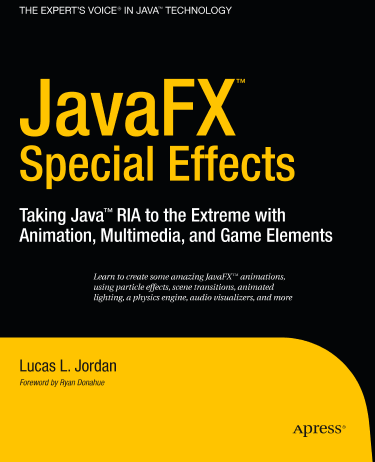 THE EXPERT'S VOICE® IN JAVA™ TECHNOLOGY
JavaFX™
Special Effects
Taking Java™ RIA to the Extreme with
Animation, Multimedia, and Game Elements
Learn to create some amazing JavaFX™ animations,
using particle effects, scene transitions, animated
lighting, a physics engine, audio visualizers, and more
Lucas L. Jordan
Foreword by Ryan Donahue
Apress®